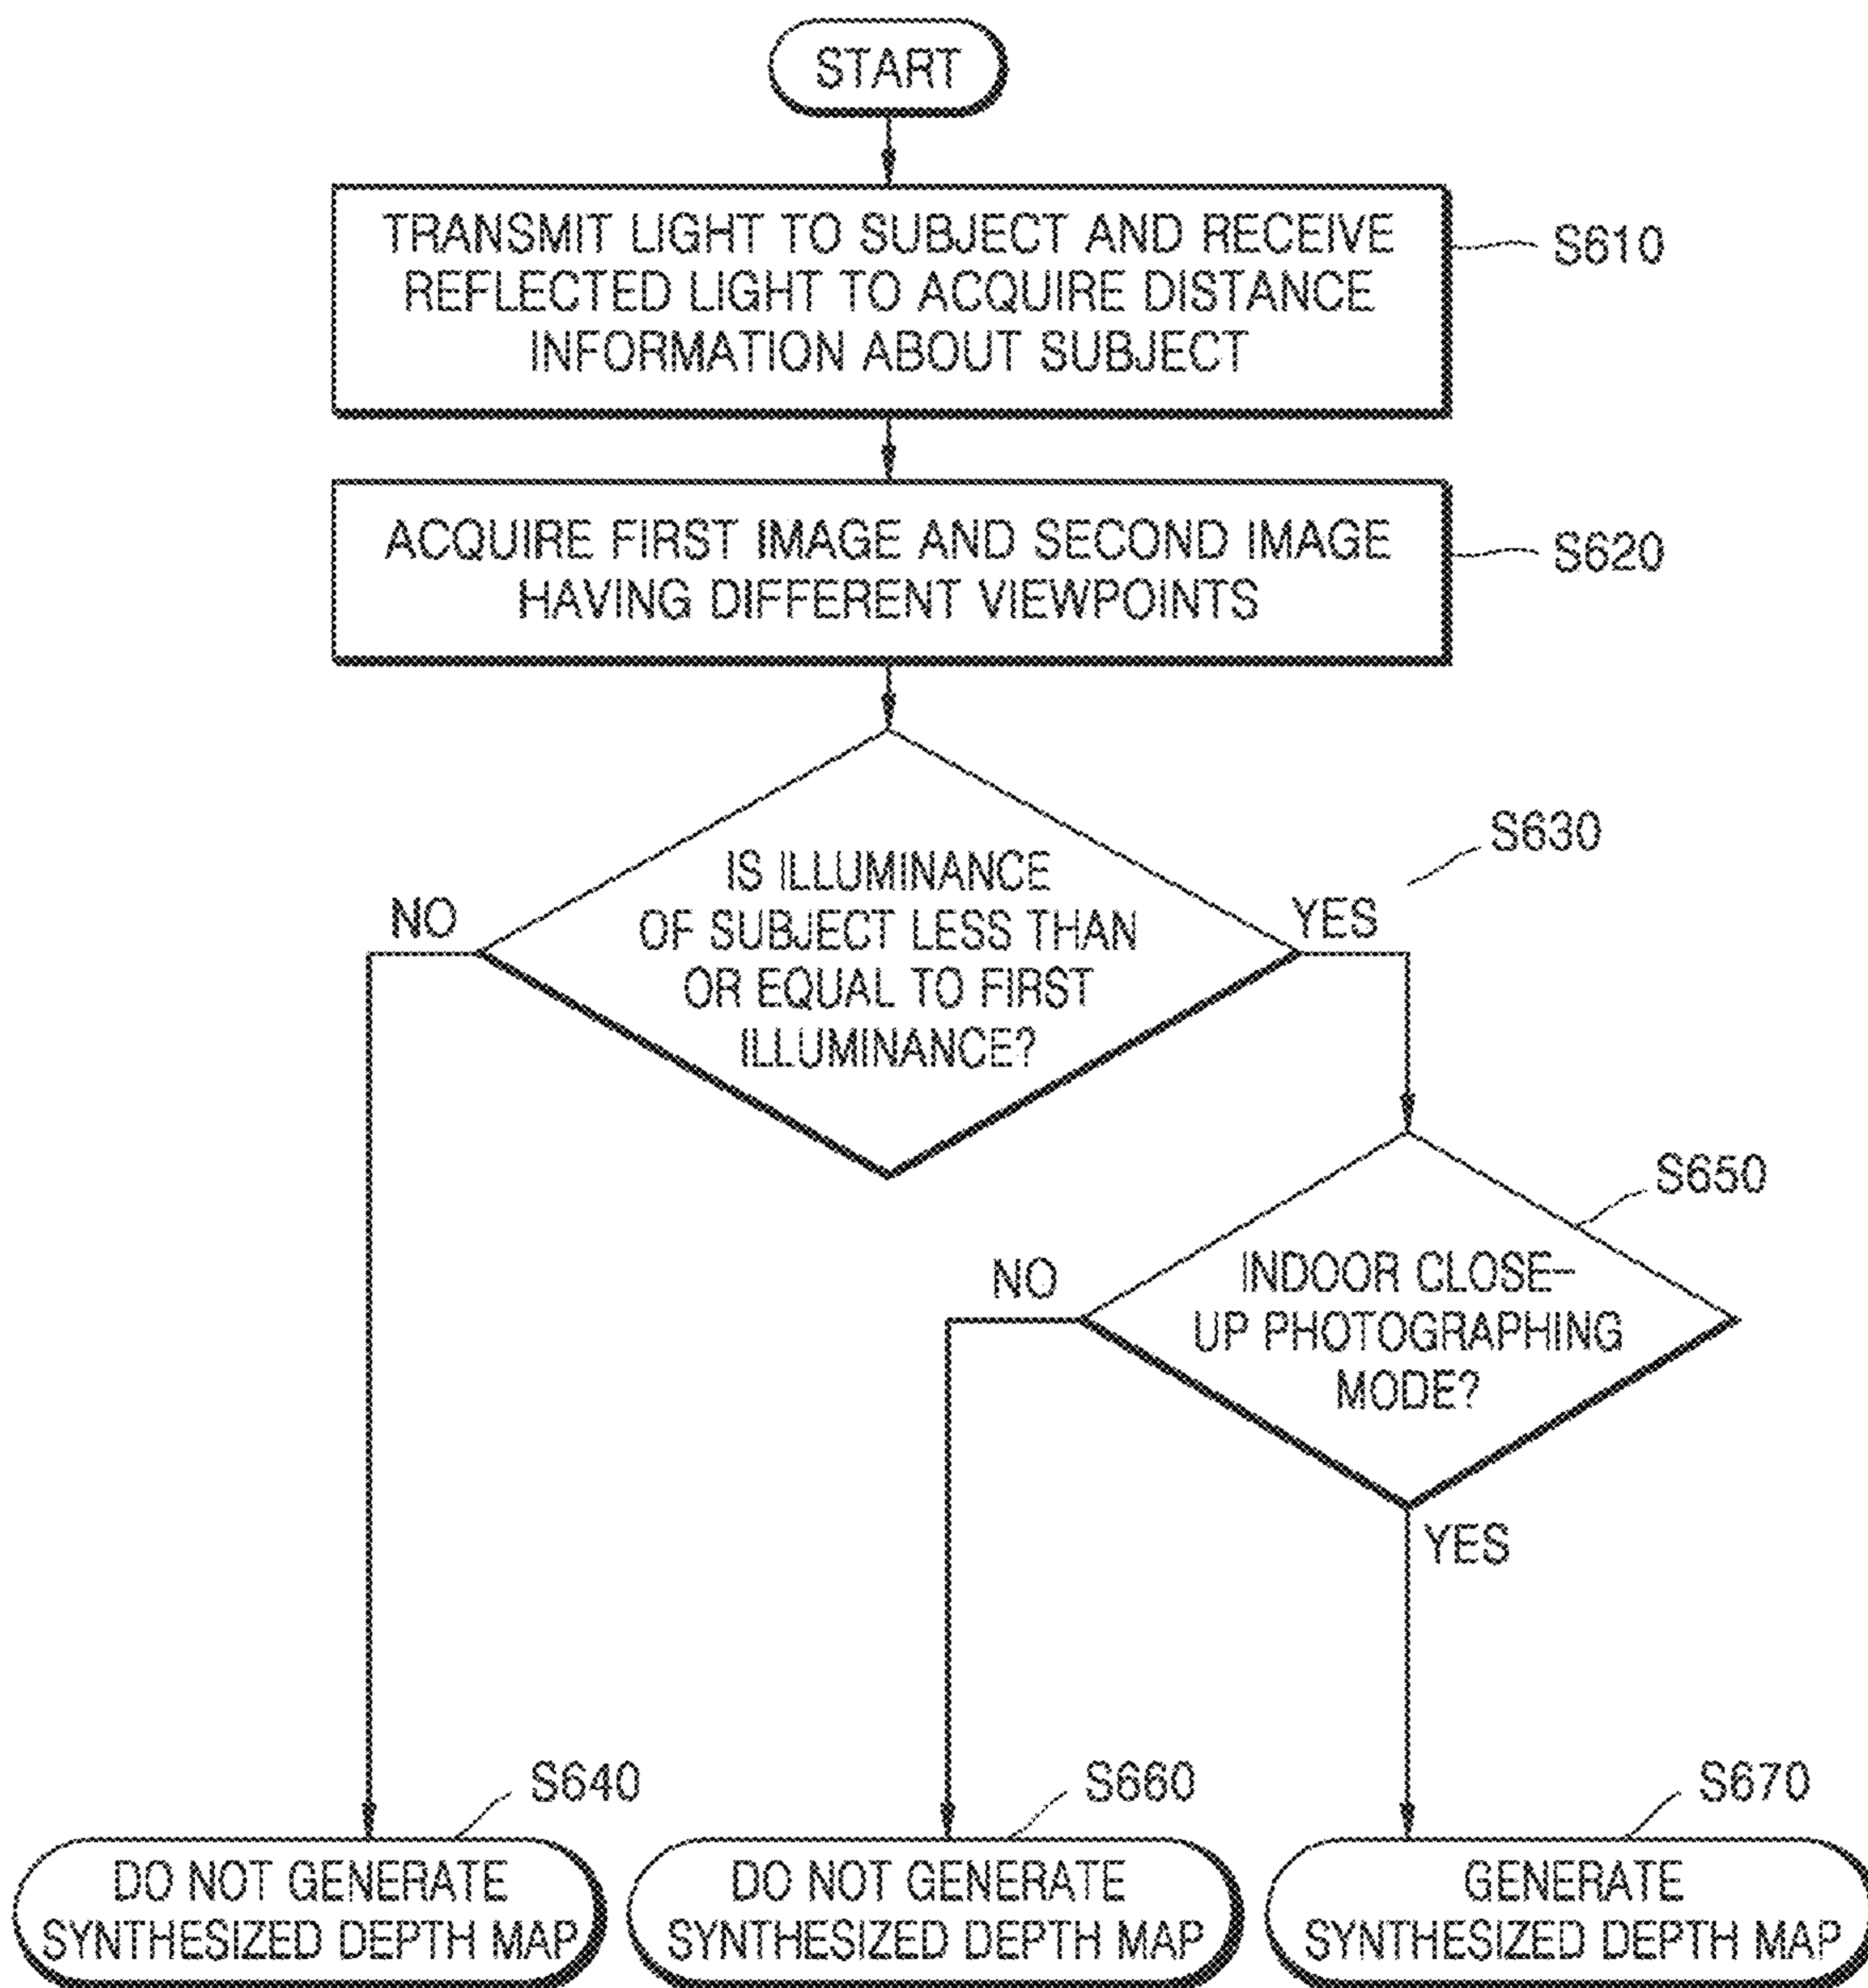 START
TRANSMIT LIGHT TO SUBJECT AND RECEIVE
REFLECTED LIGHT TO ACQUIRE DISTANCE
INFORMATION ABOUT SUBJECT
S610
ACQUIRE FIRST IMAGE AND SECOND IMAGE
HAVING DIFFERENT VIEWPOINTS
S620
S630
IS ILLUMINANCE
OF SUBJECT LESS THAN
OR EQUAL TO FIRST
ILLUMINANCE?
NO
YES
S650
INDOOR CLOSE-
UP PHOTOGRAPHING
MODE?
NO
YES
S640
DO NOT GENERATE
SYNTHESIZED DEPTH MAP
S660
DO NOT GENERATE
SYNTHESIZED DEPTH MAP
S670
GENERATE
SYNTHESIZED DEPTH MAP